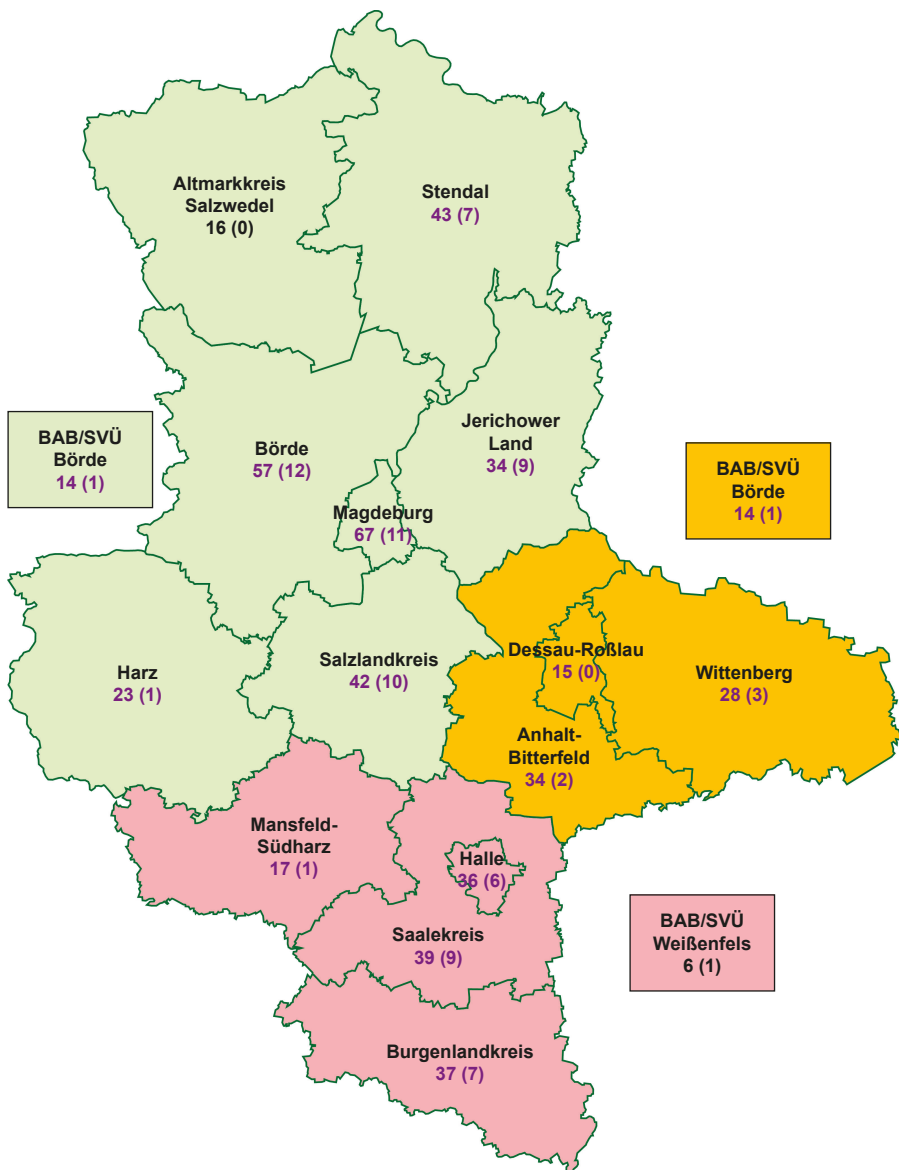 Altmarkkreis
Salzwedel
16 (0)
Stendal
43 (7)
BAB/SVÜ
Börde
14 (1)
Börde
57 (12)
Jerichower
Land
34 (9)
Magdeburg
67 (11)
BAB/SVÜ
Börde
14 (1)
Harz
23 (1)
Salzlandkreis
42 (10)
Dessau-Roßlau
15 (0)
Wittenberg
28 (3)
Anhalt-
Bitterfeld
34 (2)
Mansfeld-
Südharz
17 (1)
Halle
36 (6)
Saalekreis
39 (9)
BAB/SVÜ
Weißenfels
6 (1)
Burgenlandkreis
37 (7)